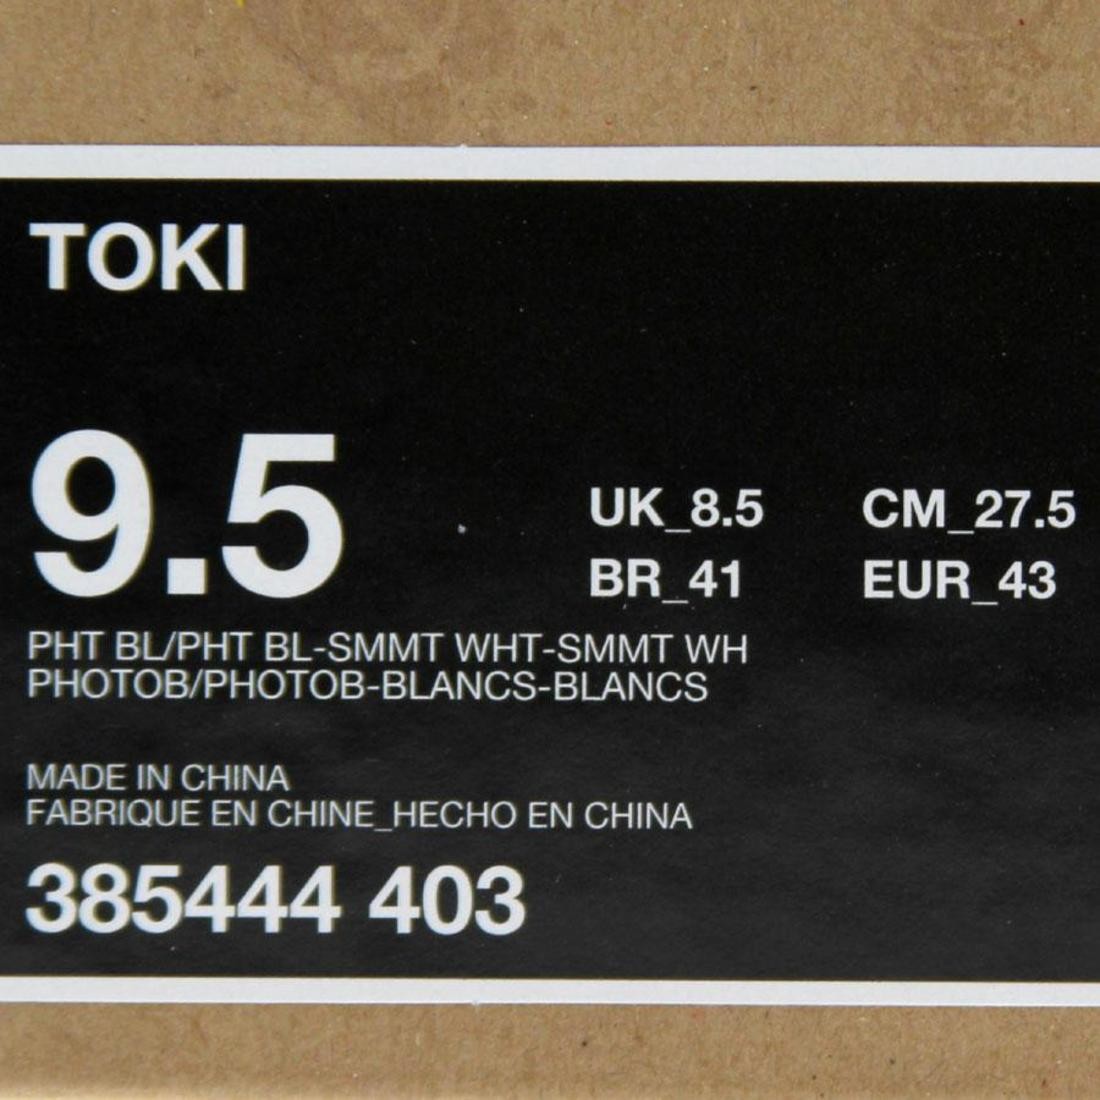 TOKI
9.5
UK_8.5 CM_27.5
BR_41 EUR_43
PHT BL/PHT BL-SMMT WHT-SMMT WH
PHOTOB/PHOTOB-BLANCS-BLANCS
MADE IN CHINA
FABRIQUE EN CHINE_HECHO EN CHINA
385444 403